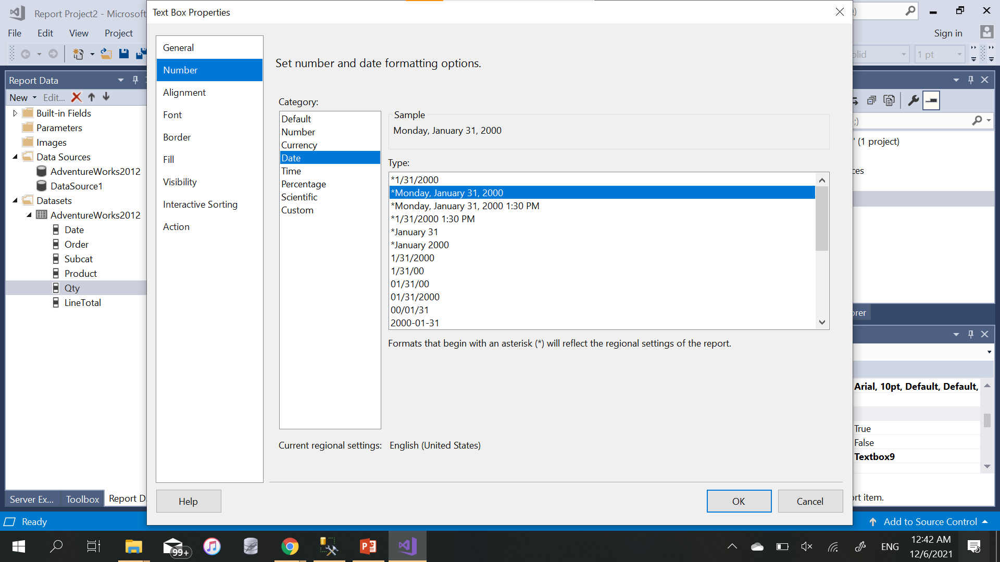 Report Project2 - Microsoft
File Edit View Project
Sign in
1 pt
Report Data
New Edit...
Built-in Fields
Parameters
Images
Data Sources
AdventureWorks2012
DataSource1
Datasets
AdventureWorks2012
Date
Order
Subcat
Product
Qty
LineTotal
Server Ex... Toolbox Report D
Text Box Properties
General
Number
Alignment
Font
Border
Fill
Visibility
Interactive Sorting
Action
Set number and date formatting options.
Category:
Default
Number
Currency
Date
Time
Percentage
Scientific
Custom
Sample
Monday, January 31, 2000
Type:
*1/31/2000
*Monday, January 31, 2000
*Monday, January 31, 2000 1:30 PM
*1/31/2000 1:30 PM
*January 31
*January 2000
1/31/2000
1/31/00
01/31/00
01/31/2000
00/01/31
2000-01-31
Formats that begin with an asterisk (*) will reflect the regional settings of the report.
Current regional settings: English (United States)
Help
OK Cancel
' (1 project)
Arial, 10pt, Default, Default,
True
False
Textbox9
rt item.
Ready
Add to Source Control
99+
ENG
12:42 AM
12/6/2021